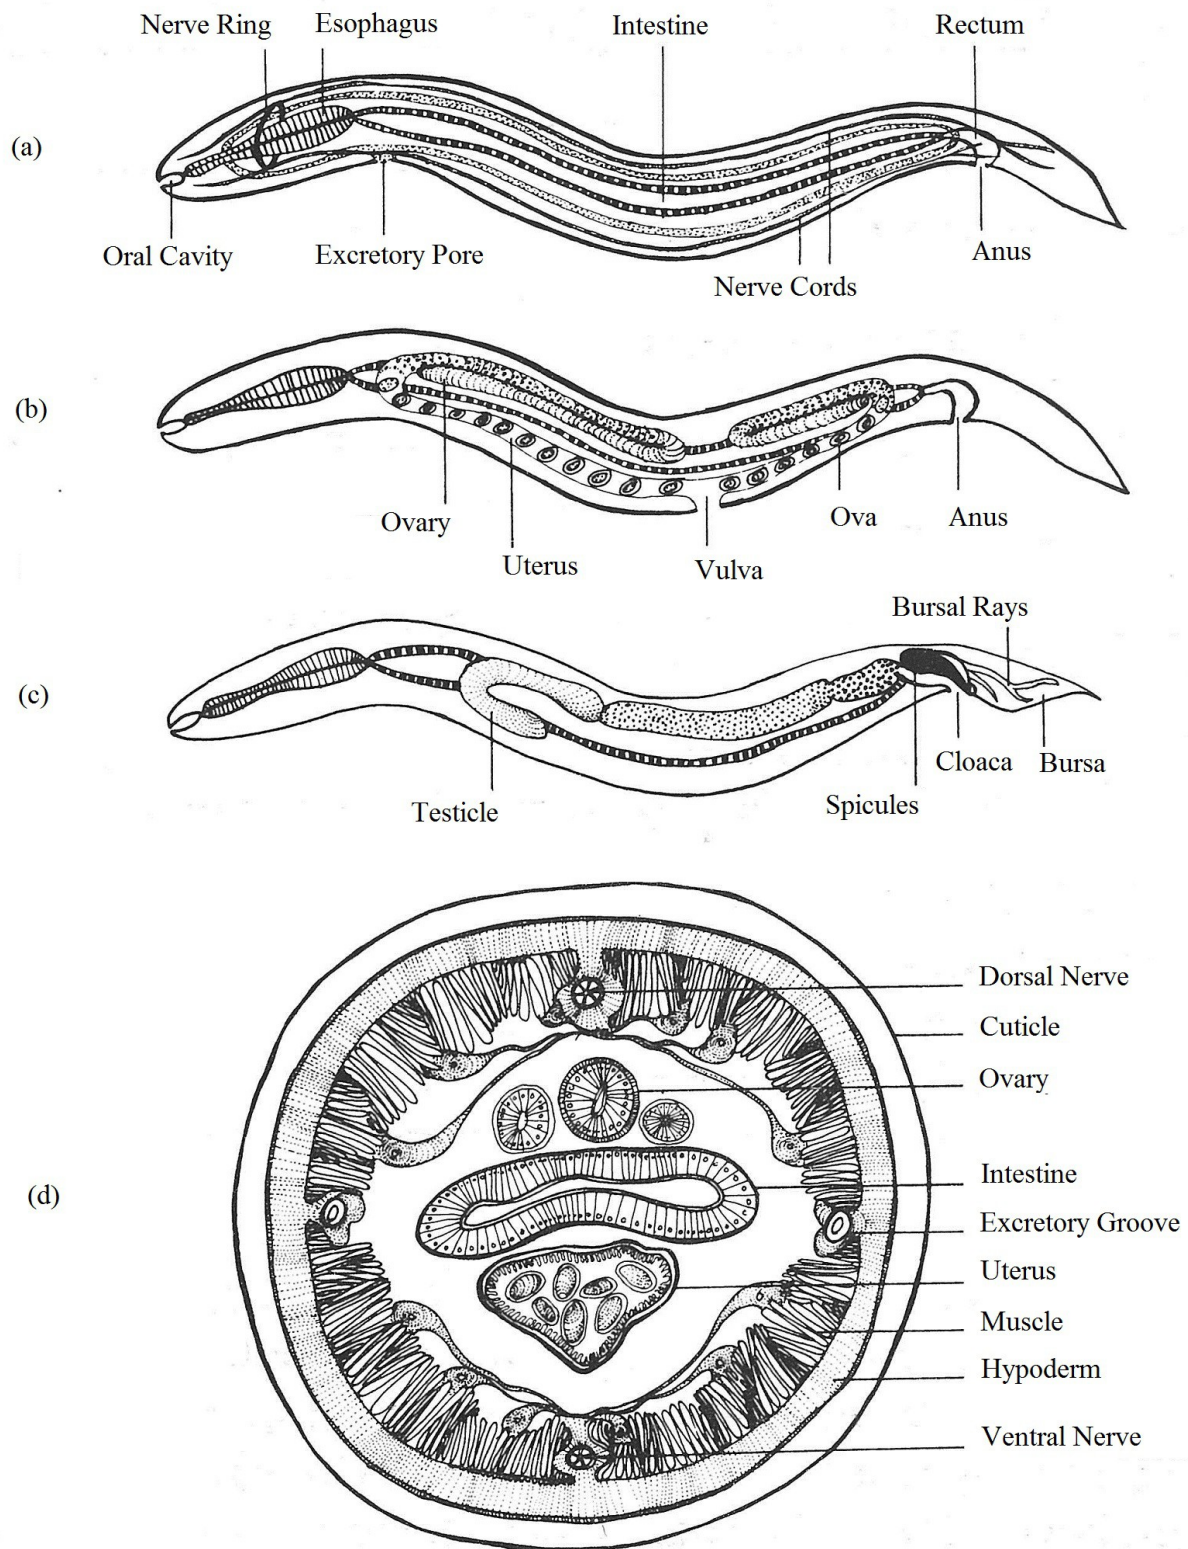 Nerve Ring
Esophagus
Intestine
Rectum
(a)
Oral Cavity
Excretory Pore
Nerve Cords
Anus
(b)
Ovary
Uterus
Vulva
Ova
Anus
Bursal Rays
(c)
Testicle
Spicules
Cloaca
Bursa
(d)
Dorsal Nerve
Cuticle
Ovary
Intestine
Excretory Groove
Uterus
Muscle
Hypoderm
Ventral Nerve